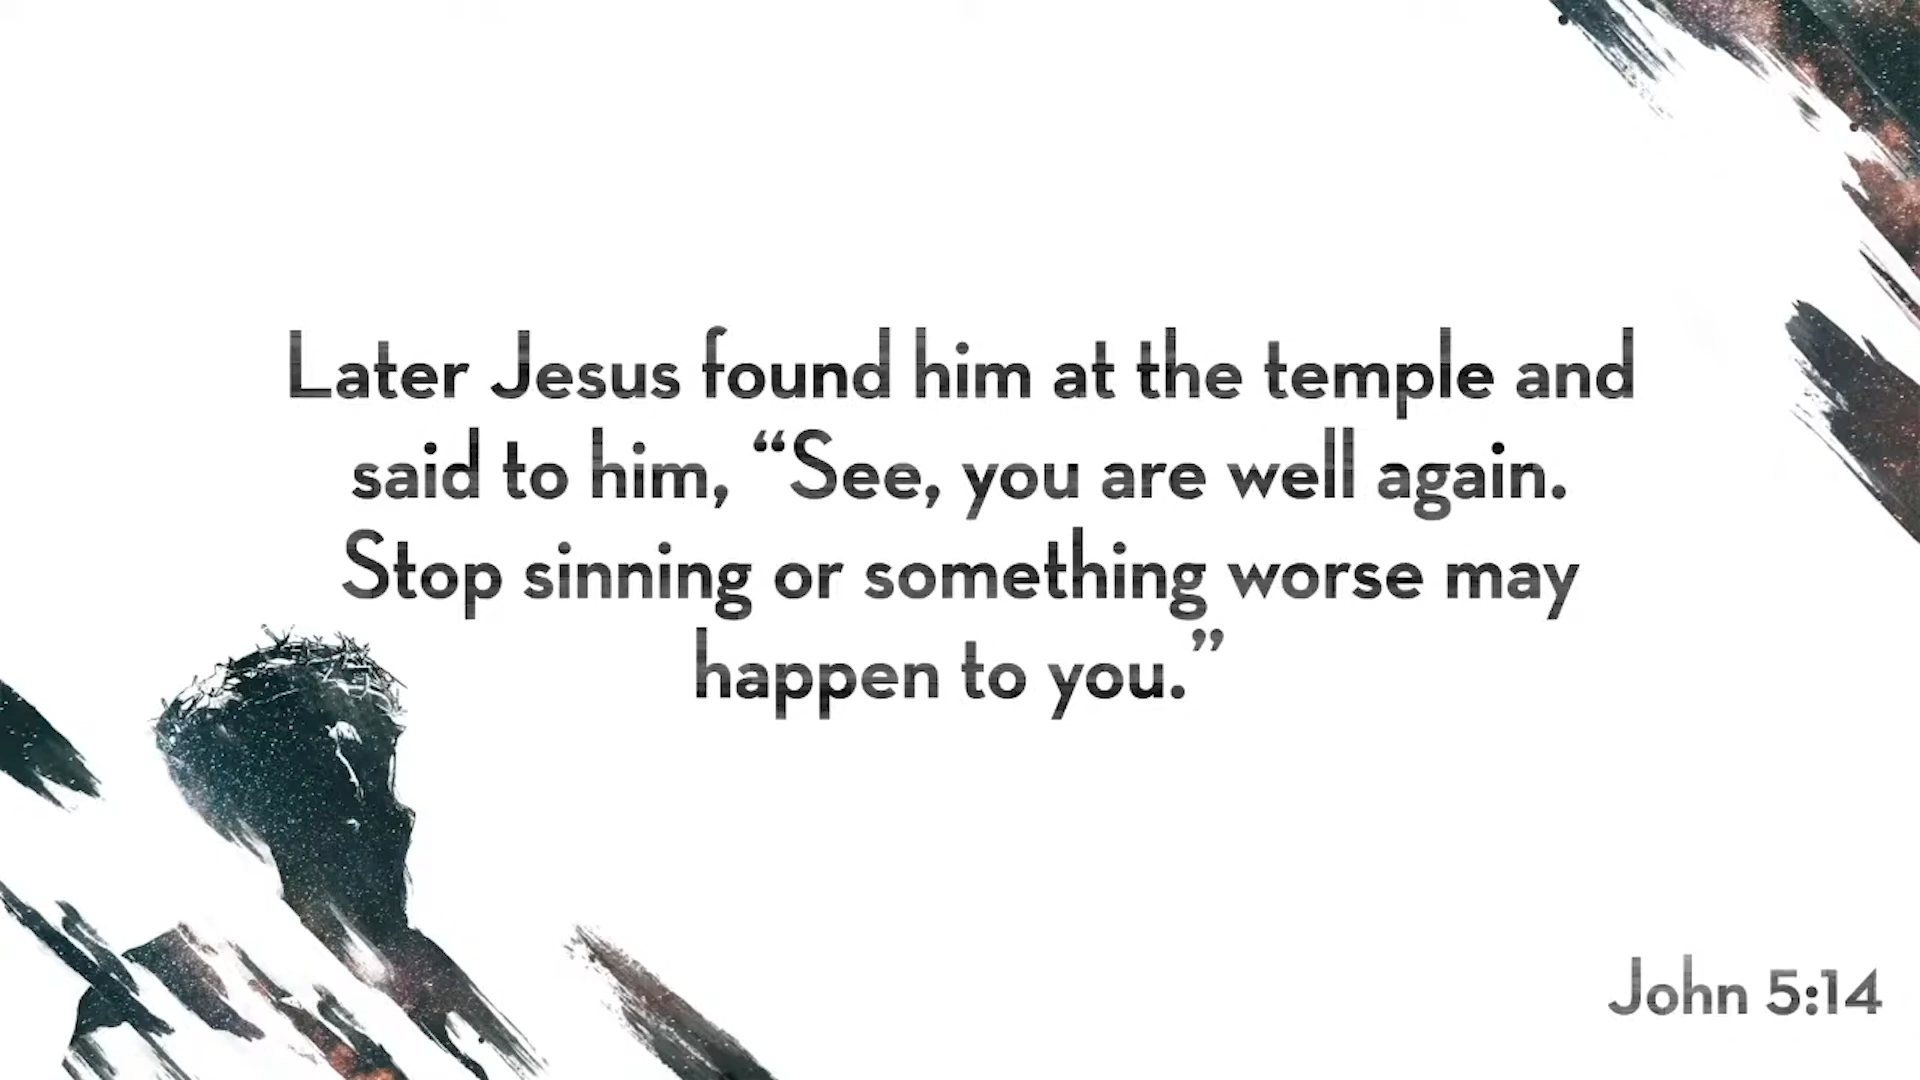 Later Jesus found him at the temple and
said to him, “See, you are well again.
Stop sinning or something worse may
happen to you.”
John 5:14